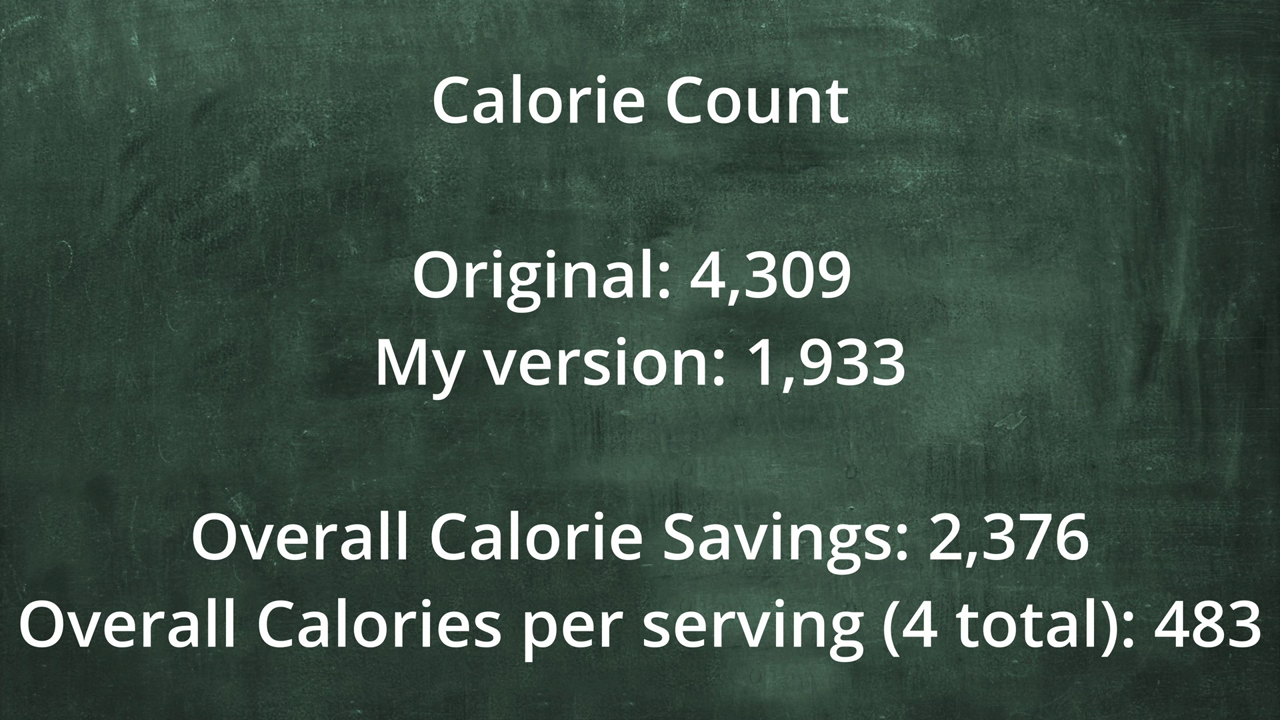 Calorie Count
Original: 4,309
My version: 1,933
Overall Calorie Savings: 2,376
Overall Calories per serving (4 total): 483